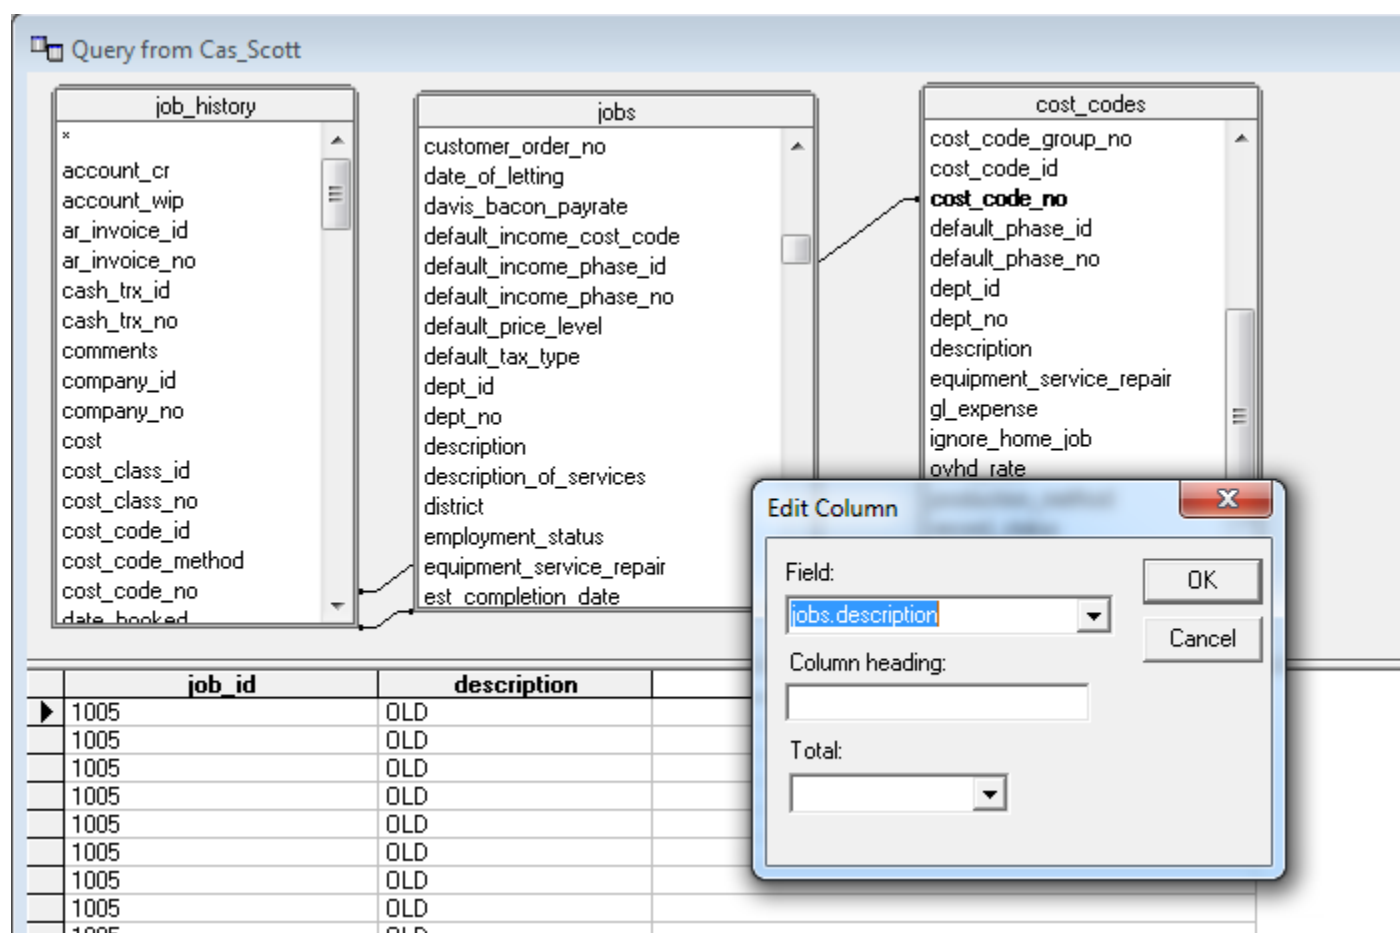 Query from Cas_Scott
job_history
*
account_cr
account_wip
ar_invoice_id
ar_invoice_no
cash_trx_id
cash_trx_no
comments
company_id
company_no
cost
cost_class_id
cost_class_no
cost_code_id
cost_code_method
cost_code_no
date_booked
jobs
customer_order_no
date_of_letting
davis_bacon_payrate
default_income_cost_code
default_income_phase_id
default_income_phase_no
default_price_level
default_tax_type
dept_id
dept_no
description
description_of_services
district
employment_status
equipment_service_repair
est_completion_date
cost_codes
cost_code_group_no
cost_code_id
cost_code_no
default_phase_id
default_phase_no
dept_id
dept_no
description
equipment_service_repair
gl_expense
ignore_home_job
ovhd_rate
Edit Column
Field:
jobs.description
Column heading:
Total:
OK
Cancel
job_id description
1005 OLD
1005 OLD
1005 OLD
1005 OLD
1005 OLD
1005 OLD
1005 OLD
1005 OLD
1005 OLD